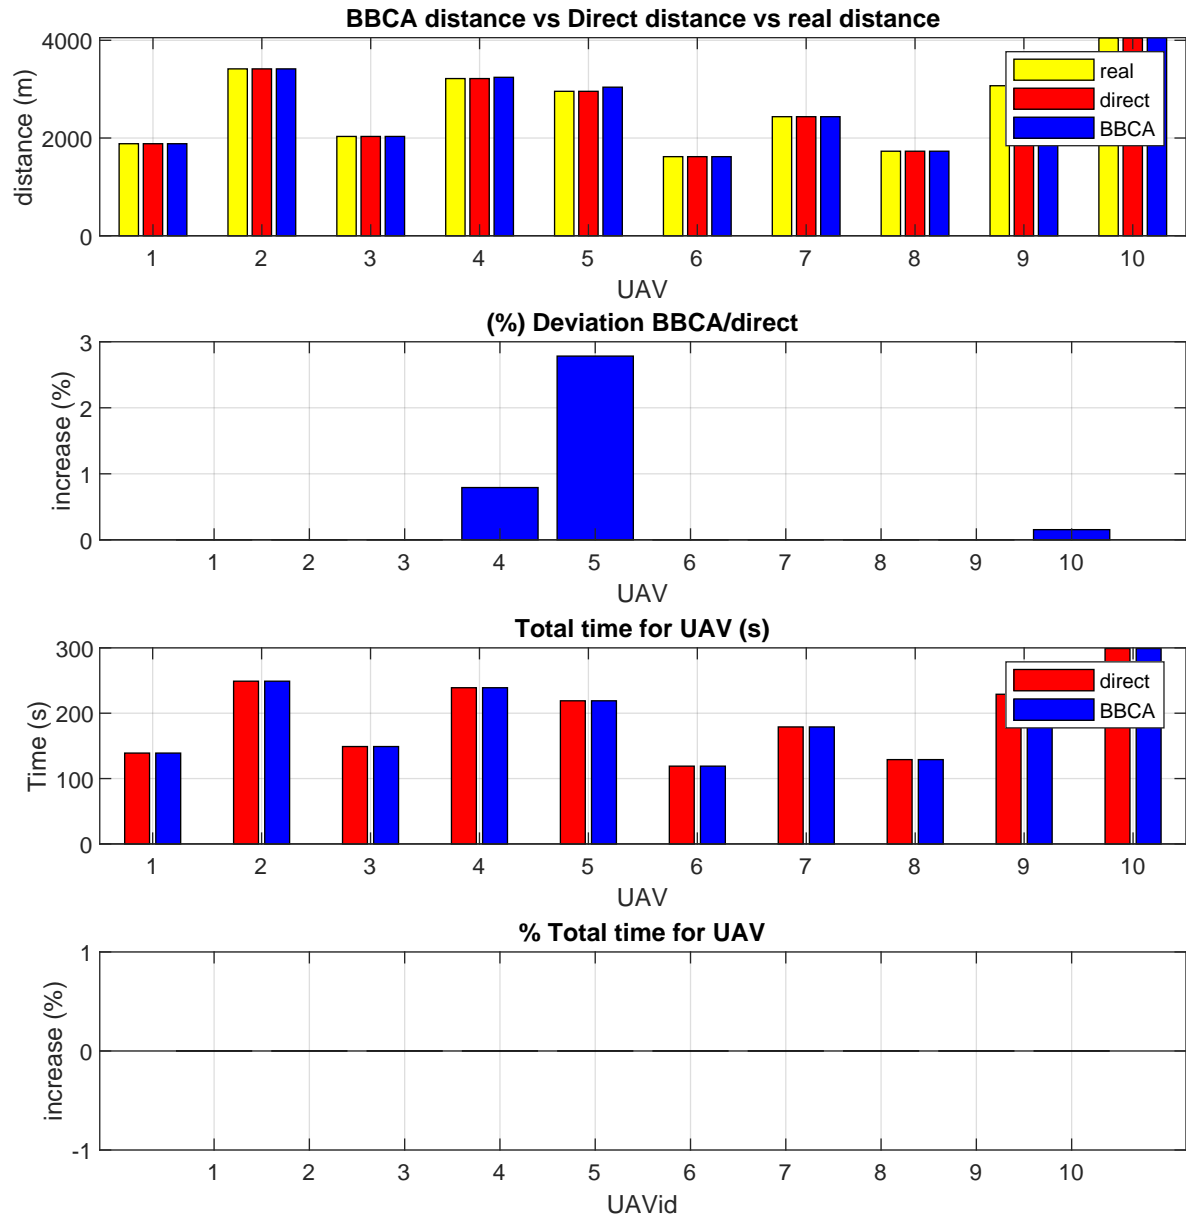 BBCA distance vs Direct distance vs real distance
distance (m)
4000
2000
0
real
direct
BBCA
1 2 3 4 5 6 7 8 9 10
UAV
(%) Deviation BBCA/direct
increase (%)
3
2
1
0
1 2 3 4 5 6 7 8 9 10
UAV
Total time for UAV (s)
Time (s)
300
200
100
0
direct
BBCA
1 2 3 4 5 6 7 8 9 10
UAV
% Total time for UAV
increase (%)
1
0
-1
1 2 3 4 5 6 7 8 9 10
UAVid